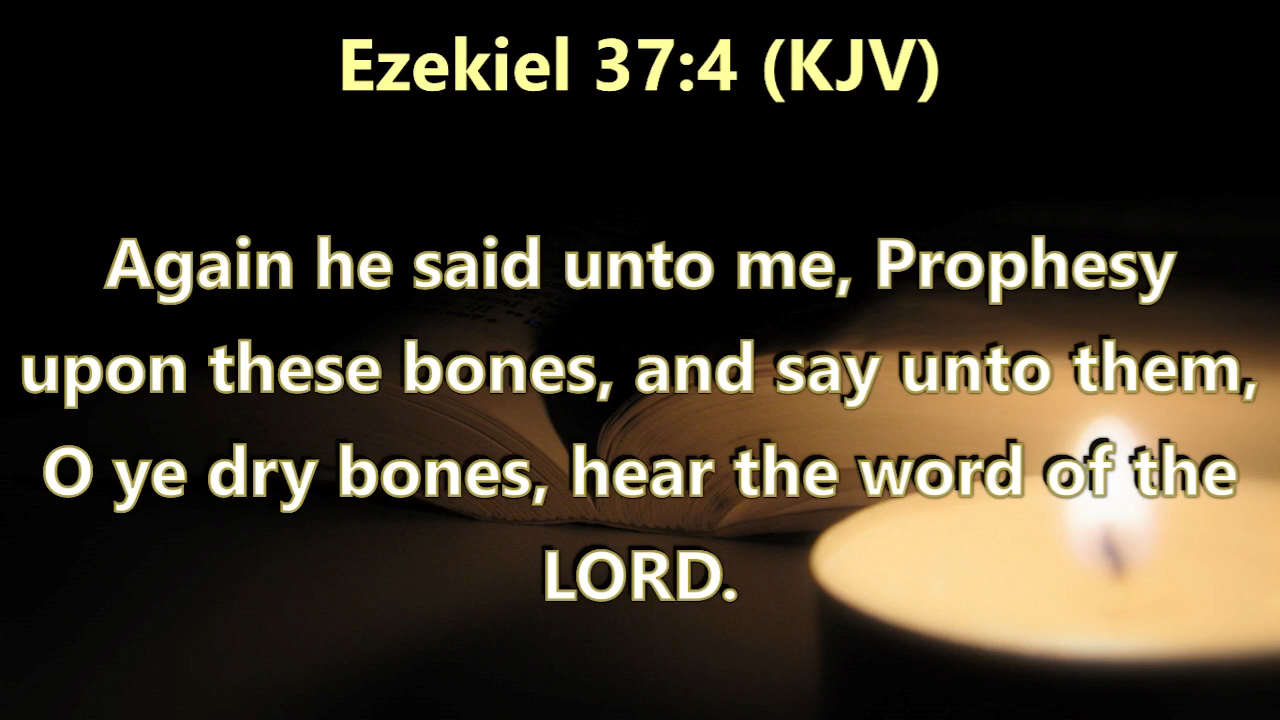 Ezekiel 37:4 (KJV)
Again he said unto me, Prophesy
upon these bones, and say unto them,
O ye dry bones, hear the word of the
LORD.